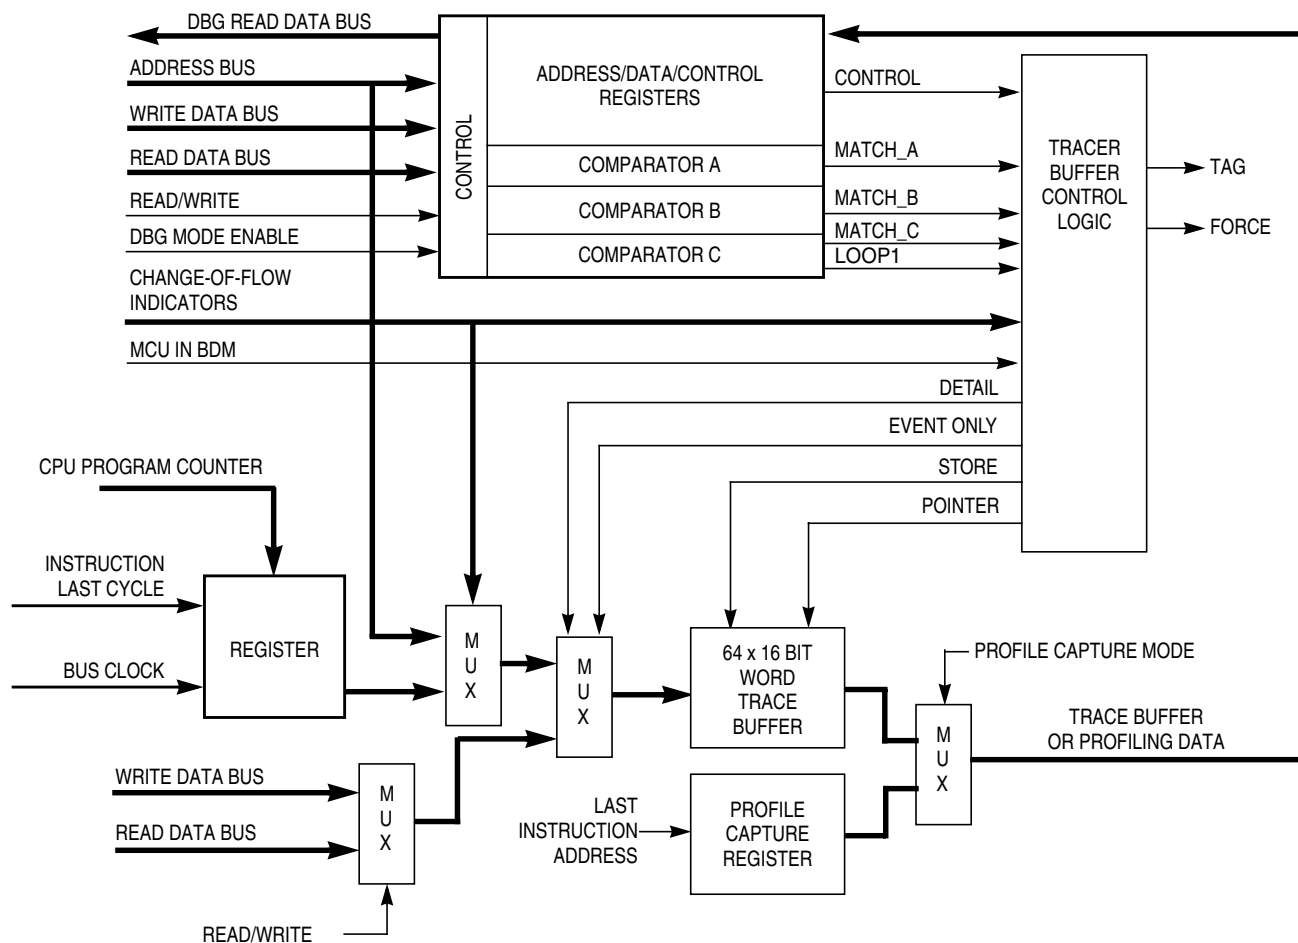 DBG READ DATA BUS
ADDRESS BUS
WRITE DATA BUS
READ DATA BUS
READ/WRITE
DBG MODE ENABLE
CHANGE-OF-FLOW
INDICATORS
MCU IN BDM
CONTROL
ADDRESS/DATA/CONTROL
REGISTERS
COMPARATOR A
COMPARATOR B
COMPARATOR C
CONTROL
MATCH_A
MATCH_B
MATCH_C
LOOP1
TRACER
BUFFER
CONTROL
LOGIC
TAG
FORCE
DETAIL
EVENT ONLY
STORE
POINTER
CPU PROGRAM COUNTER
INSTRUCTION
LAST CYCLE
BUS CLOCK
REGISTER
M
U
X
M
U
X
64 x 16 BIT
WORD
TRACE
BUFFER
PROFILE CAPTURE MODE
M
U
X
TRACE BUFFER
OR PROFILING DATA
WRITE DATA BUS
READ DATA BUS
M
U
X
READ/WRITE
LAST
INSTRUCTION
ADDRESS
PROFILE
CAPTURE
REGISTER